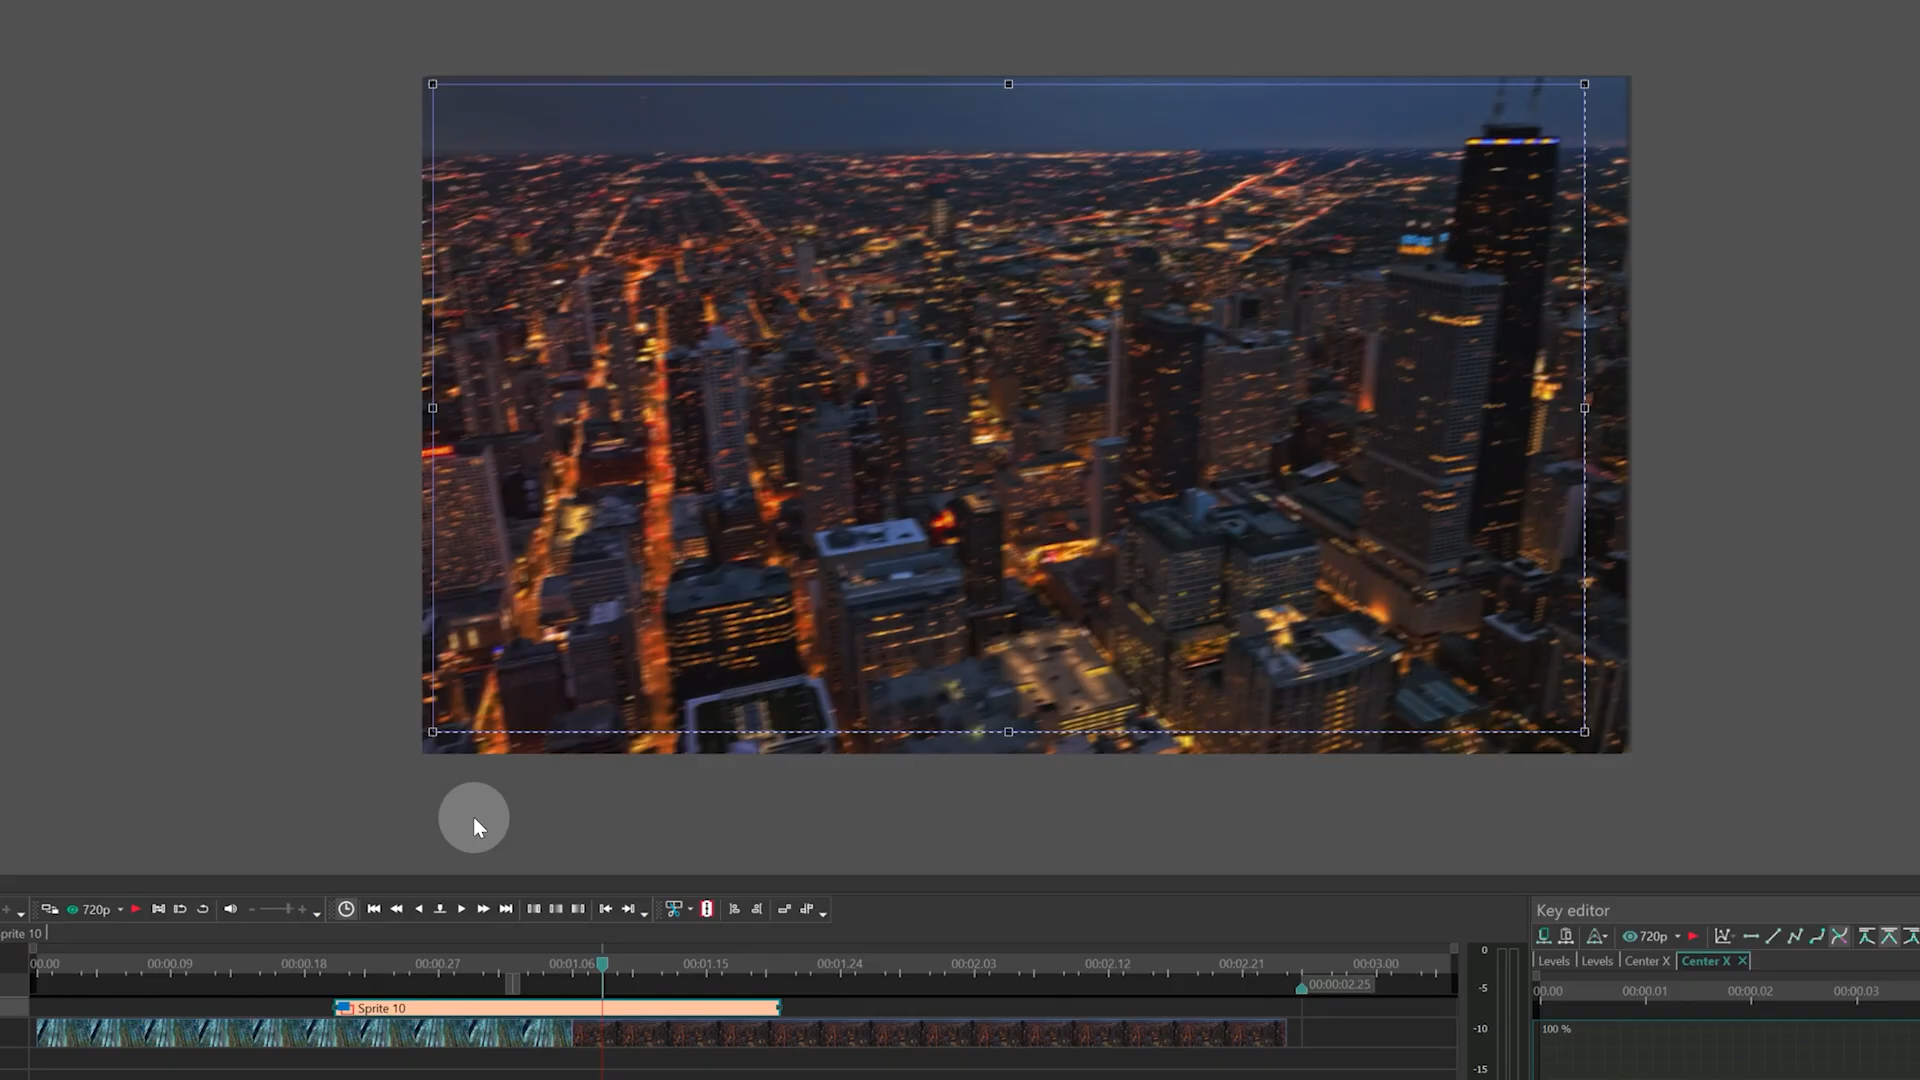 720p
prite 10
00.00
00:00.09
00:00.18
00:00.27
00:01.06
00:01.15
00:01.24
00:02.03
00:02.12
00:02.21
00:03.00
00:00:02.25
Sprite 10
0
-5
-10
-15
Key editor
720p
Levels
Levels
Center X
Center X
00.00
00:00.01
00:00.02
00:00.03
100 %